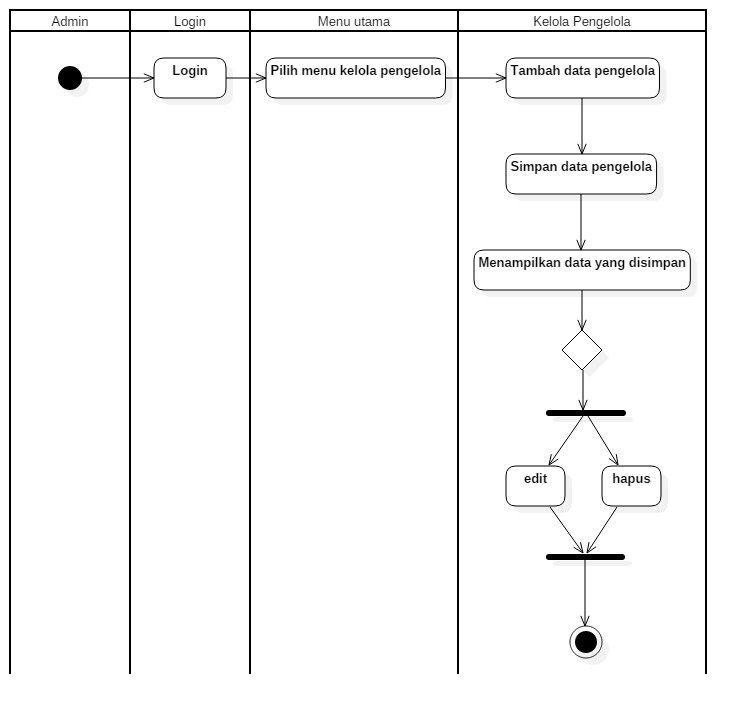 Admin
Login
Menu utama
Kelola Pengelola
Login
Pilih menu kelola pengelola
Tambah data pengelola
Simpan data pengelola
Menampilkan data yang disimpan
edit
hapus